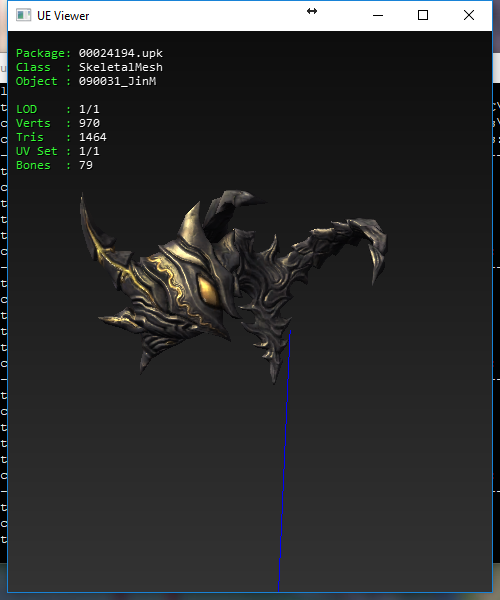 UE Viewer
Package: 00024194.upk
Class  : SkeletalMesh
Object : 090031_JinM
LOD    : 1/1
Verts  : 970
Tris   : 1464
UV Set : 1/1
Bones  : 79